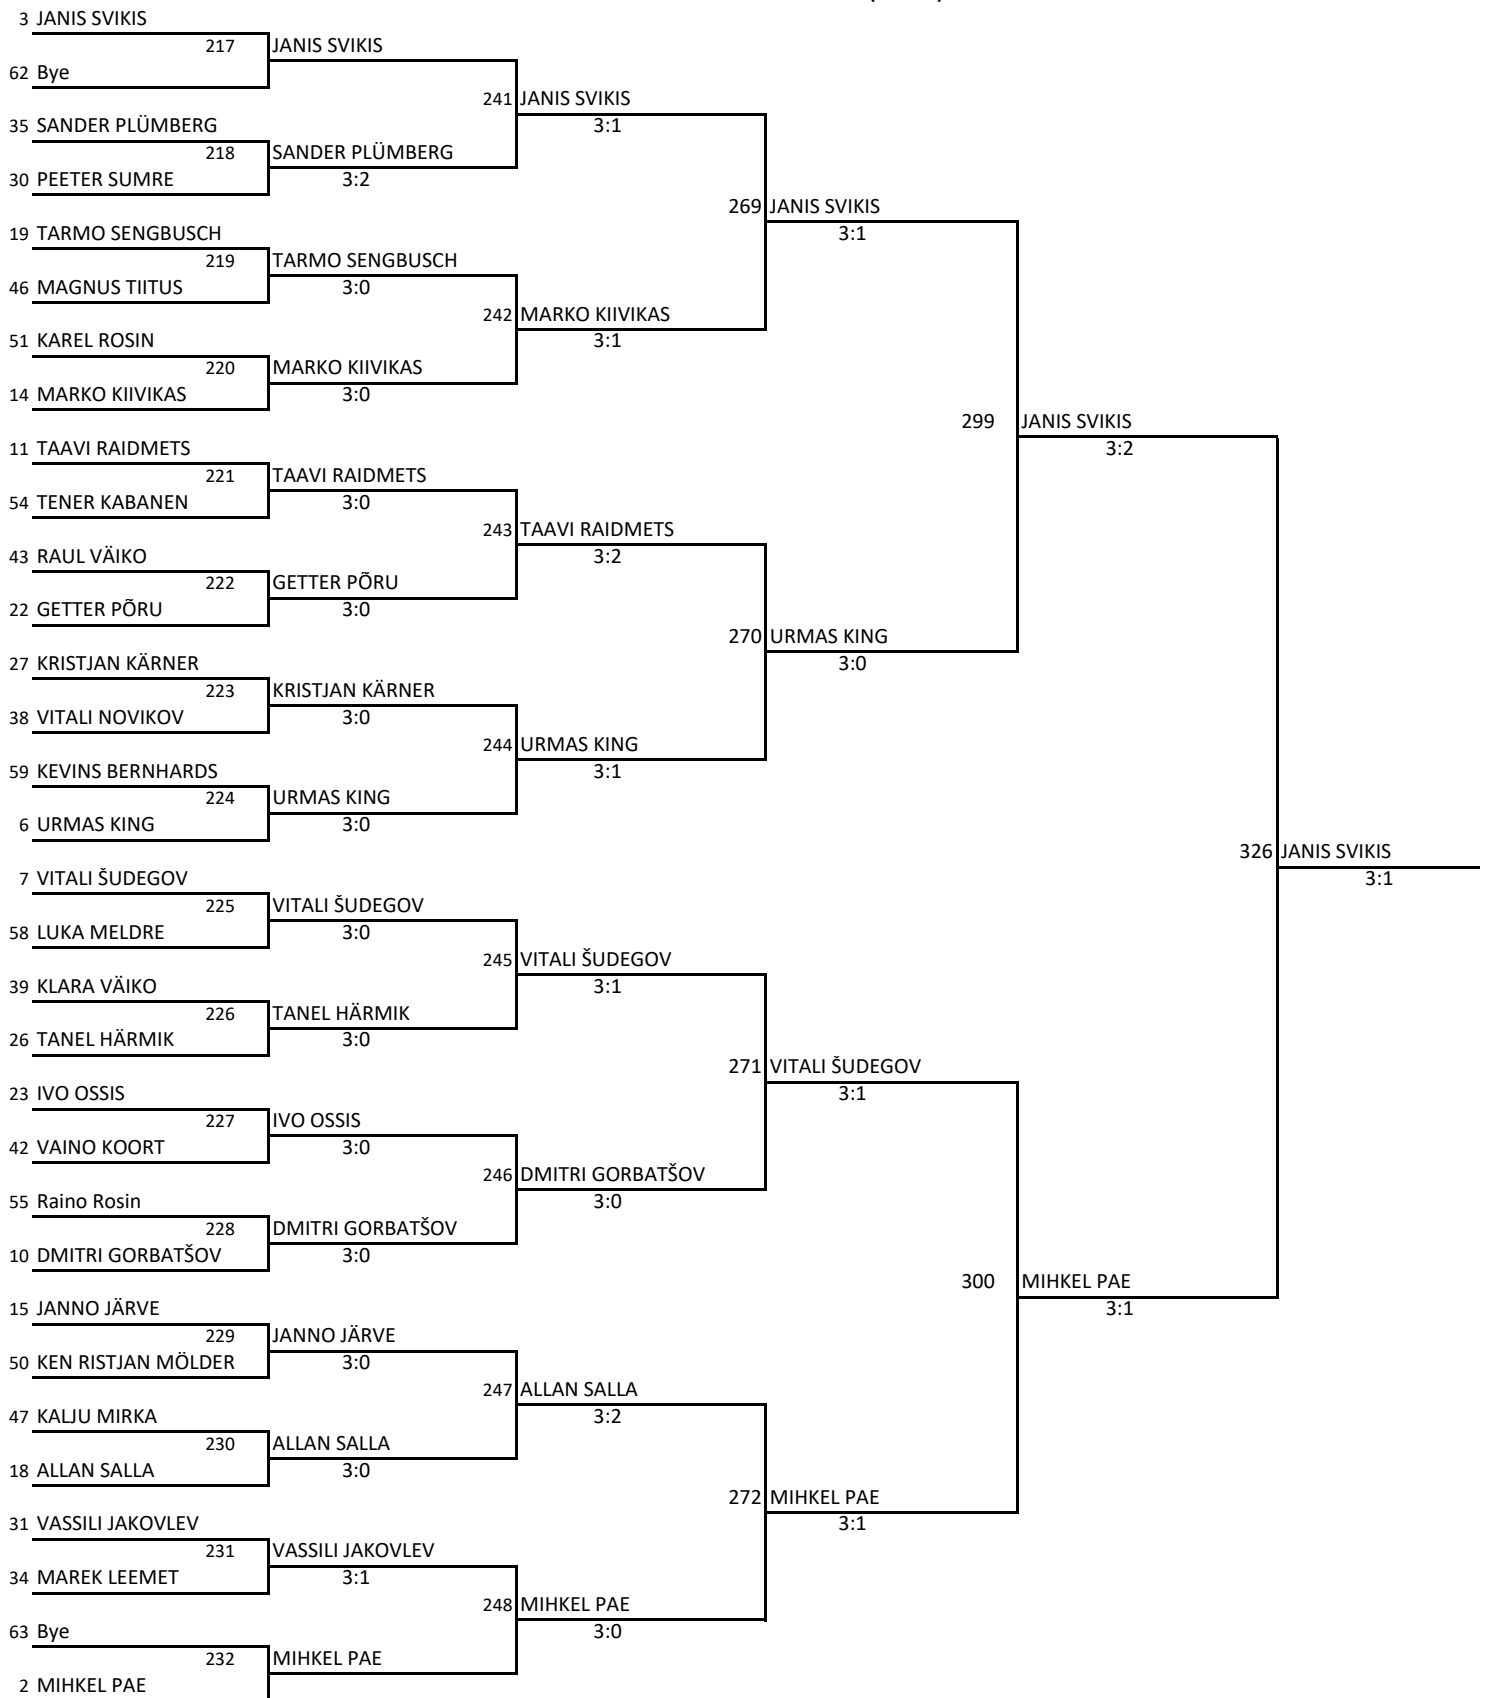 3 JANIS SVIKIS
217 JANIS SVIKIS
62 Bye
241 JANIS SVIKIS
35 SANDER PLÜMBERG 3:1
218 SANDER PLÜMBERG
30 PEETER SUMRE 3:2
269 JANIS SVIKIS
19 TARMO SENGBUSCH 3:1
219 TARMO SENGBUSCH
46 MAGNUS TIITUS 3:0
242 MARKO KIIVIKAS
51 KAREL ROSIN 3:1
220 MARKO KIIVIKAS
14 MARKO KIIVIKAS 3:0
299 JANIS SVIKIS
11 TAAVI RAIDMETS 3:2
221 TAAVI RAIDMETS
54 TENER KABANEN 3:0
243 TAAVI RAIDMETS
43 RAUL VÄIKO 3:2
222 GETTER PÕRU
22 GETTER PÕRU 3:0
270 URMAS KING
27 KRISTJAN KÄRNER 3:0
223 KRISTJAN KÄRNER
38 VITALI NOVIKOV 3:0
244 URMAS KING
59 KEVINS BERNHARDS 3:1
224 URMAS KING
6 URMAS KING 3:0
326 JANIS SVIKIS
7 VITALI ŠUDEGOV 3:1
225 VITALI ŠUDEGOV
58 LUKA MELDRE 3:0
245 VITALI ŠUDEGOV
39 KLARA VÄIKO 3:1
226 TANEL HÄRMIK
26 TANEL HÄRMIK 3:0
271 VITALI ŠUDEGOV
23 IVO OSSIS 3:1
227 IVO OSSIS
42 VAINO KOORT 3:0
246 DMITRI GORBATŠOV
55 Raino Rosin 3:0
228 DMITRI GORBATŠOV
10 DMITRI GORBATŠOV 3:0
300 MIHKEL PAE
15 JANNO JÄRVE 3:1
229 JANNO JÄRVE
50 KEN RISTJAN MÖLDER 3:0
247 ALLAN SALLA
47 KALJU MIRKA 3:2
230 ALLAN SALLA
18 ALLAN SALLA 3:0
272 MIHKEL PAE
31 VASSILI JAKOVLEV 3:1
231 VASSILI JAKOVLEV
34 MAREK LEEMET 3:1
248 MIHKEL PAE
63 Bye 3:0
232 MIHKEL PAE
2 MIHKEL PAE